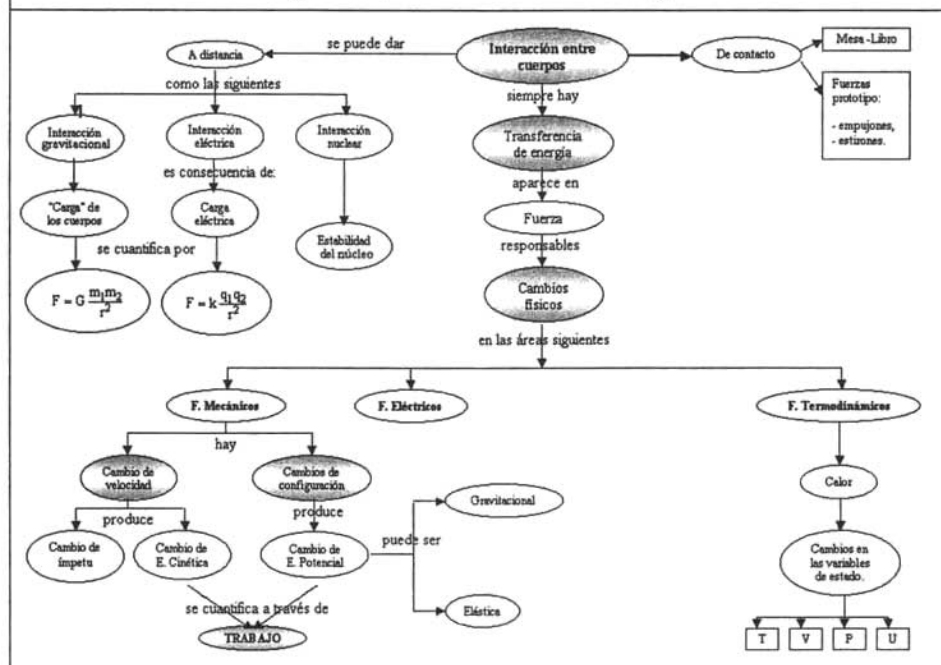 se puede dar
A distancia
Interacción entre
cuerpos
De contacto
Mesa -Libro
Fuerzas
prototipo:
- empujones,
- estirones.
como las siguientes
siempre hay
Interacción
gravitacional
Interacción
eléctrica
Interacción
nuclear
Transferencia
de energía
es consecuencia de:
aparece en
"Carga" de
los cuerpos
Carga
eléctrica
Estabilidad
del núcleo
Fuerza
se cuantifica por
responsables
F = G m₁m₂/r²
F = k q₁q₂/r²
Cambios
físicos
en las áreas siguientes
F. Mecánicos
F. Eléctricos
F. Termodinámicos
hay
Cambio de
velocidad
Cambios de
configuración
Calor
produce
produce
Gravitacional
puede ser
Cambio de
ímpetu
Cambio de
E. Cinética
Cambio de
E. Potencial
Cambios en
las variables
de estado.
se cuantifica a través de
Elástica
TRABAJO
T V P U